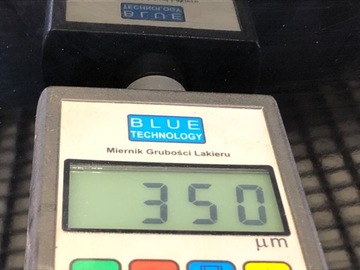 BLUE
TECHNOLOGY
Miernik Grubości Lakieru
350
μm